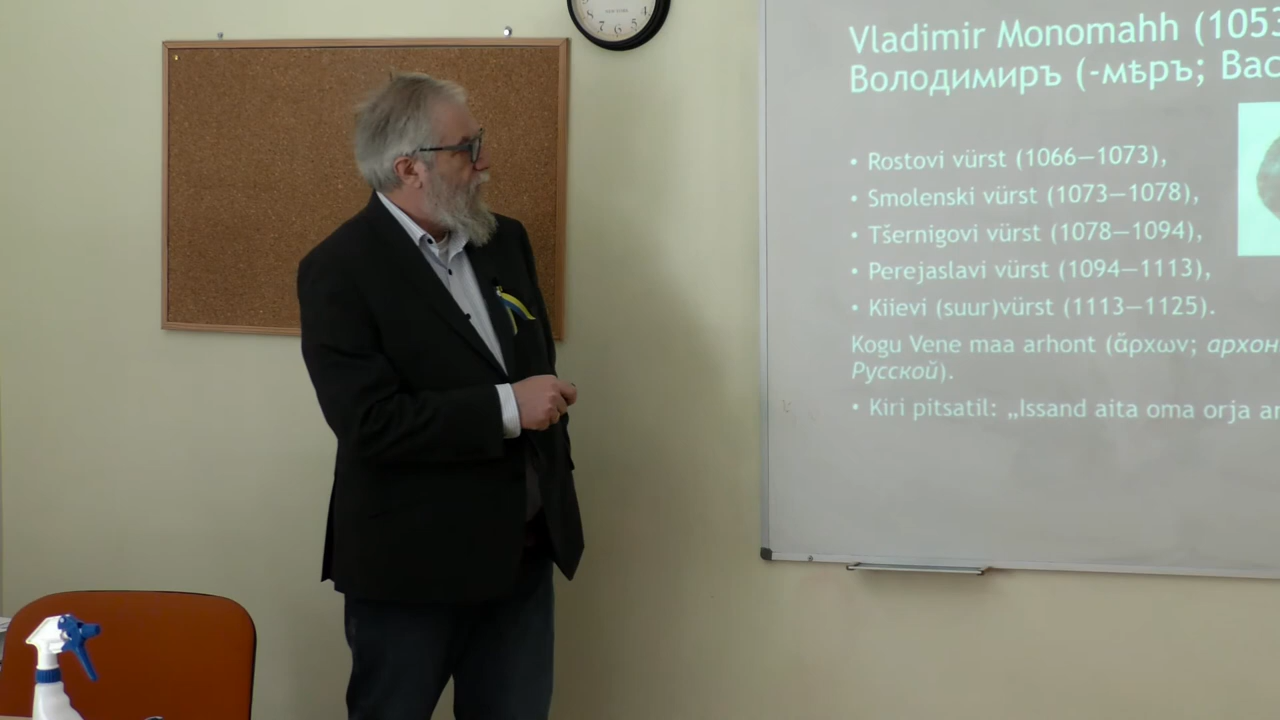 Vladimir Monomahh (1053
Володимиръ (-мѣръ; Вас
• Rostovi vürst (1066—1073),
• Smolenski vürst (1073—1078),
• Tšernigovi vürst (1078—1094),
• Perejaslavi vürst (1094—1113),
• Kiievi (suur)vürst (1113—1125).
Kogu Vene maa arhont (ἄρχων; архон
Русской).
• Kiri pitsatil: „Issand aita oma orja ar